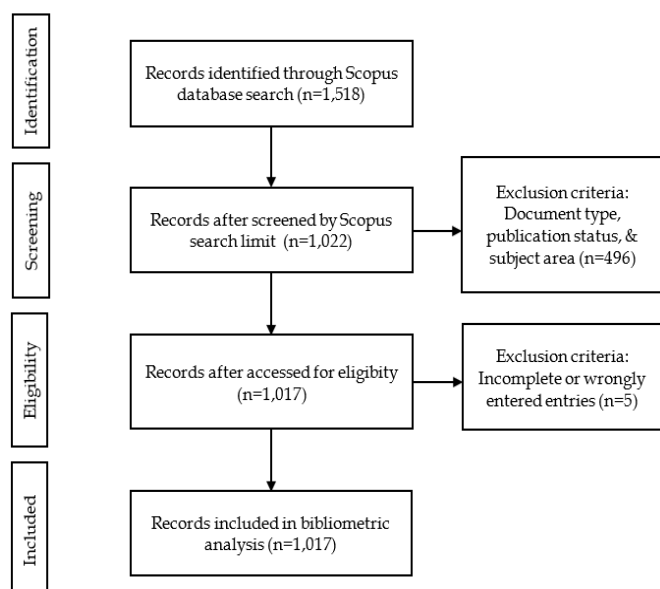 Identification
Records identified through Scopus
database search (n=1,518)
Screening
Records after screened by Scopus
search limit (n=1,022)
Exclusion criteria:
Document type,
publication status, &
subject area (n=496)
Eligibility
Records after accessed for eligibity
(n=1,017)
Exclusion criteria:
Incomplete or wrongly
entered entries (n=5)
Included
Records included in bibliometric
analysis (n=1,017)